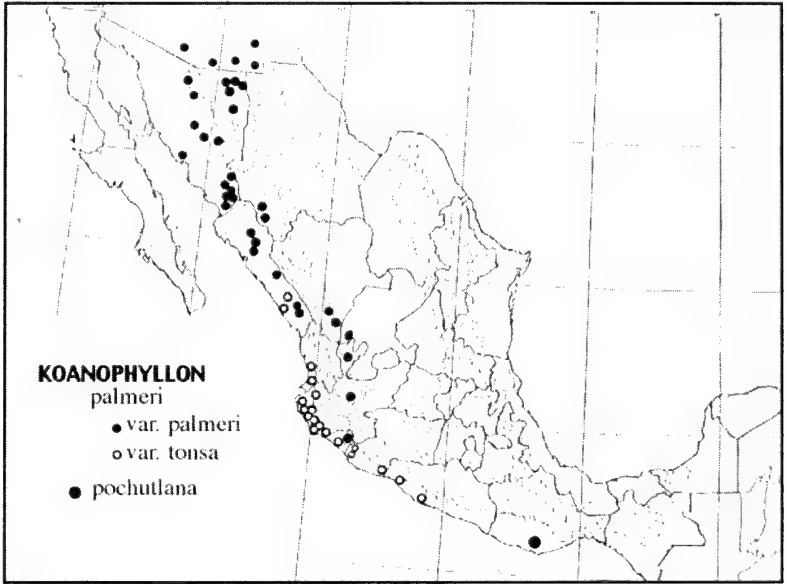 KOANOPHYLLON
palmeri
var. palmeri
var. tonsa
pochutlana